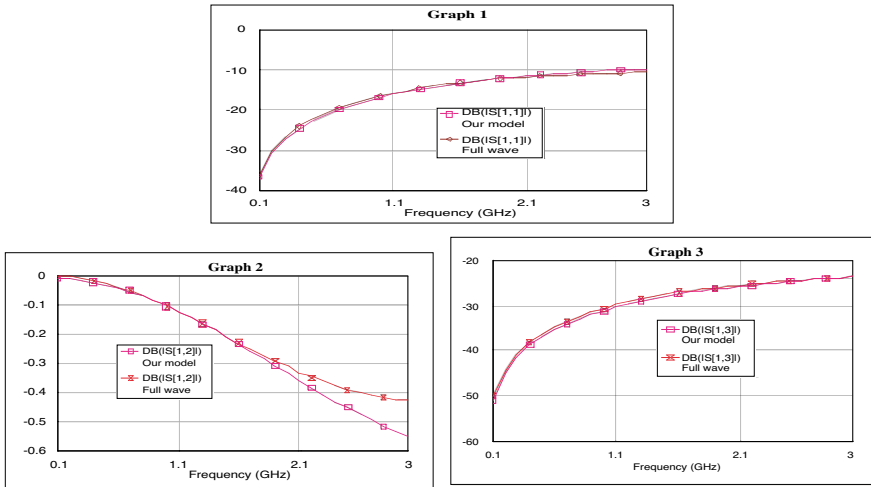 Graph 1
0
-10
-20
-30
-40
DB(|S[1,1]|)
Our model
DB(|S[1,1]|)
Full wave
0.1 1.1 2.1 3
Frequency (GHz)
Graph 2
0
-0.1
-0.2
-0.3
-0.4
-0.5
-0.6
DB(|S[1,2]|)
Our model
DB(|S[1,2]|)
Full wave
0.1 1.1 2.1 3
Frequency (GHz)
Graph 3
-20
-30
-40
-50
-60
DB(|S[1,3]|)
Our model
DB(|S[1,3]|)
Full wave
0.1 1.1 2.1 3
Frequency (GHz)